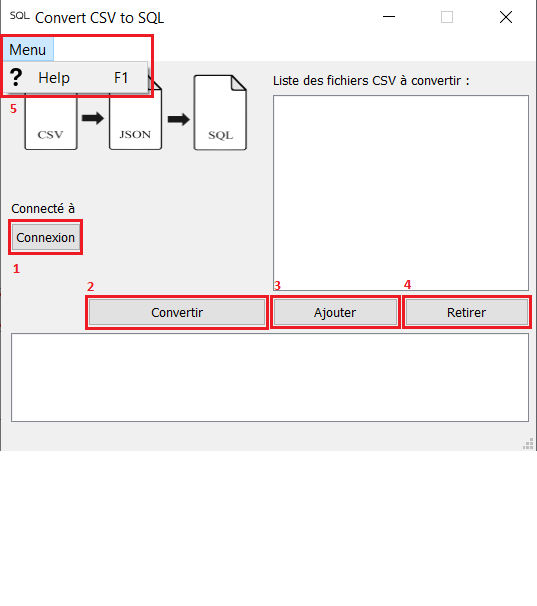 SQL Convert CSV to SQL
Menu
? Help F1
5
Liste des fichiers CSV à convertir :
CSV JSON SQL
Connecté à
Connexion
1
2 3 4
Convertir Ajouter Retirer